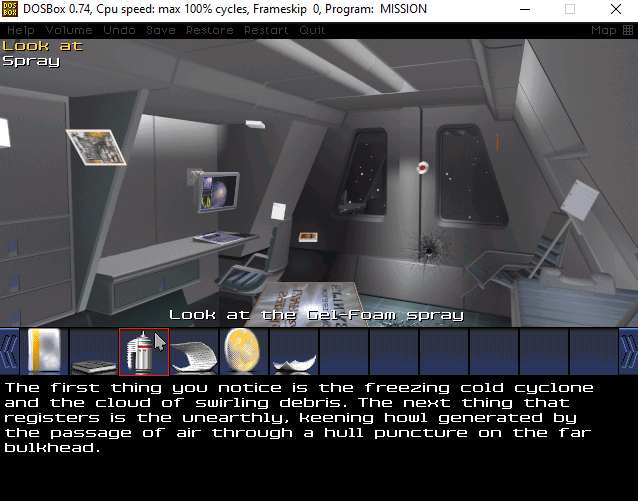 DOSBox 0.74, Cpu speed: max 100% cycles, Frameskip 0, Program: MISSION
Help Volume Undo Save Restore Restart Quit Map
Look at
Spray
Look at the Gel-Foam spray
The first thing you notice is the freezing cold cyclone
and the cloud of swirling debris. The next thing that
registers is the unearthly, keening howl generated by
the passage of air through a hull puncture on the far
bulkhead.